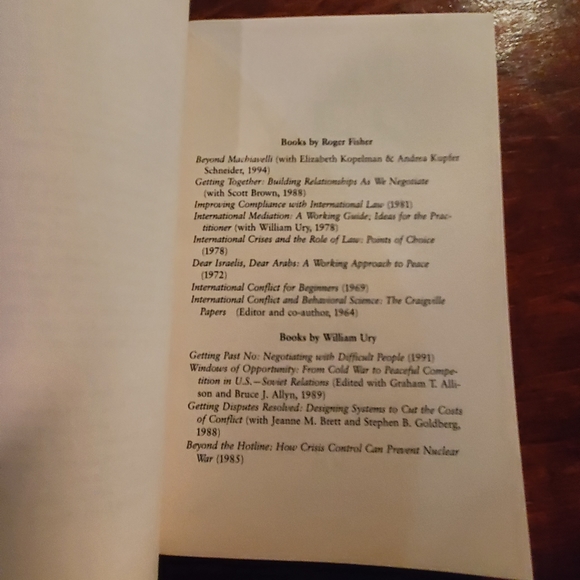 Books by Roger Fisher
Beyond Machiavelli (with Elizabeth Kopelman & Andrea Kupfer
Schneider, 1994)
Getting Together: Building Relationships As We Negotiate
(with Scott Brown, 1988)
Improving Compliance with International Law (1981)
International Mediation: A Working Guide; Ideas for the Prac-
titioner (with William Ury, 1978)
International Crises and the Role of Law: Points of Choice
(1978)
Dear Israelis, Dear Arabs: A Working Approach to Peace
(1972)
International Conflict for Beginners (1969)
International Conflict and Behavioral Science: The Craigville
Papers (Editor and co-author, 1964)
Books by William Ury
Getting Past No: Negotiating with Difficult People (1991)
Windows of Opportunity: From Cold War to Peaceful Compe-
tition in U.S.–Soviet Relations (Edited with Graham T. Alli-
son and Bruce J. Allyn, 1989)
Getting Disputes Resolved: Designing Systems to Cut the Costs
of Conflict (with Jeanne M. Brett and Stephen B. Goldberg,
1988)
Beyond the Hotline: How Crisis Control Can Prevent Nuclear
War (1985)